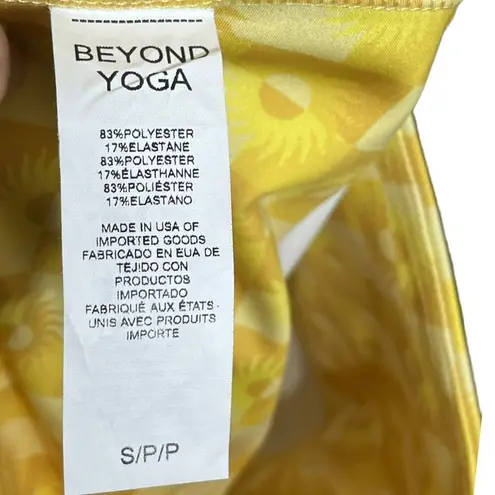 BEYOND
YOGA
83%POLYESTER
17%ELASTANE
83%POLYESTER
17%ÉLASTHANNE
83%POLIÉSTER
17%ELASTANO
MADE IN USA OF
IMPORTED GOODS
FABRICADO EN EUA DE
TEJIDO CON
PRODUCTOS
IMPORTADO
FABRIQUÉ AUX ÉTATS-
UNIS AVEC PRODUITS
IMPORTE
S/P/P